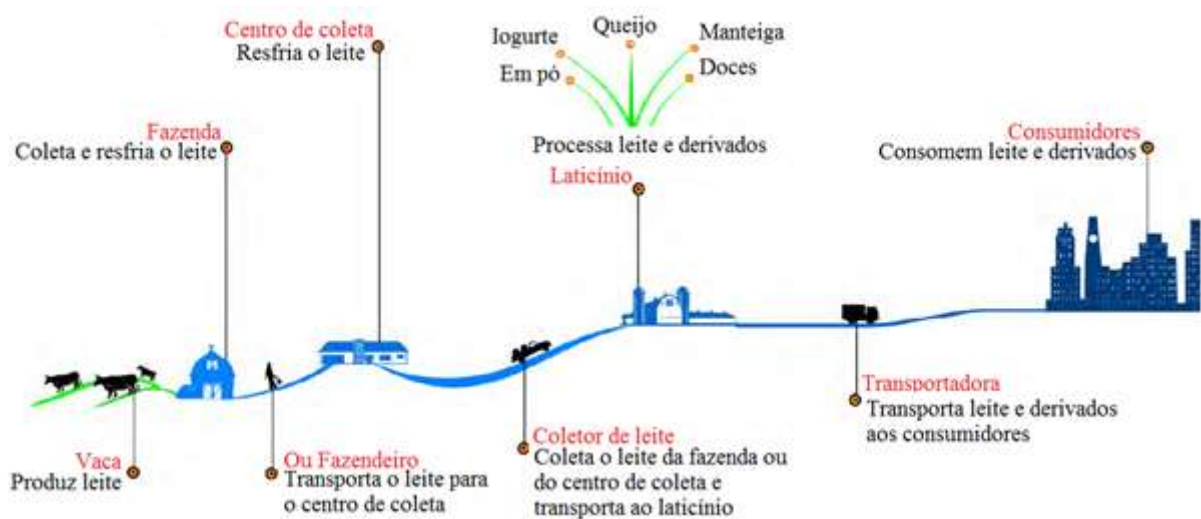 Centro de coleta
Resfria o leite
Iogurte
Queijo
Manteiga
Em pó
Doces
Processa leite e derivados
Laticínio
Fazenda
Coleta e resfria o leite
Consumidores
Consomem leite e derivados
Vaca
Produz leite
Ou Fazendeiro
Transporta o leite para
o centro de coleta
Coletor de leite
Coleta o leite da fazenda ou
do centro de coleta e
transporta ao laticínio
Transportadora
Transporta leite e derivados
aos consumidores